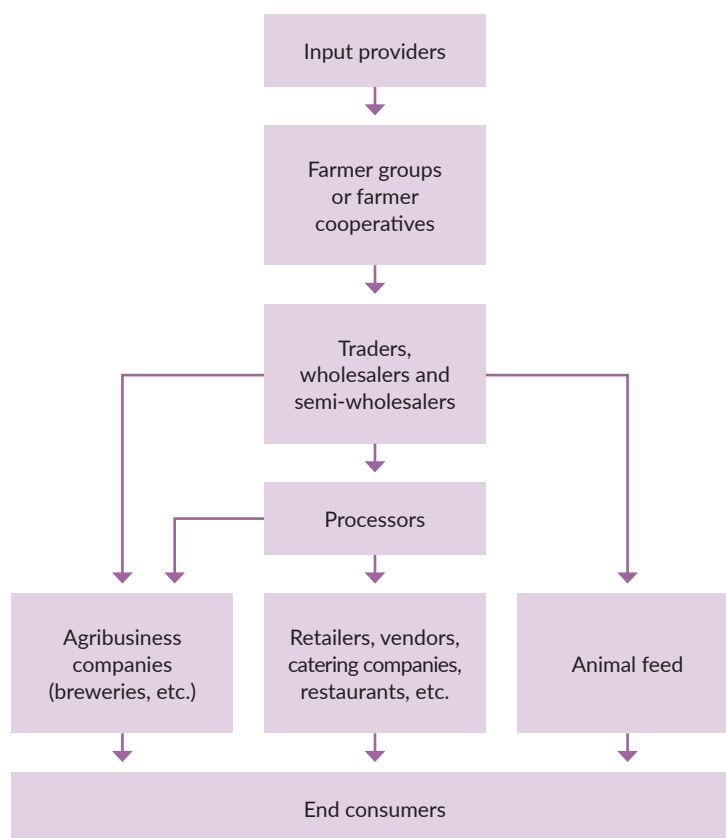 Input providers
Farmer groups
or farmer
cooperatives
Traders,
wholesalers and
semi-wholesalers
Processors
Agribusiness
companies
(breweries, etc.)
Retailers, vendors,
catering companies,
restaurants, etc.
Animal feed
End consumers